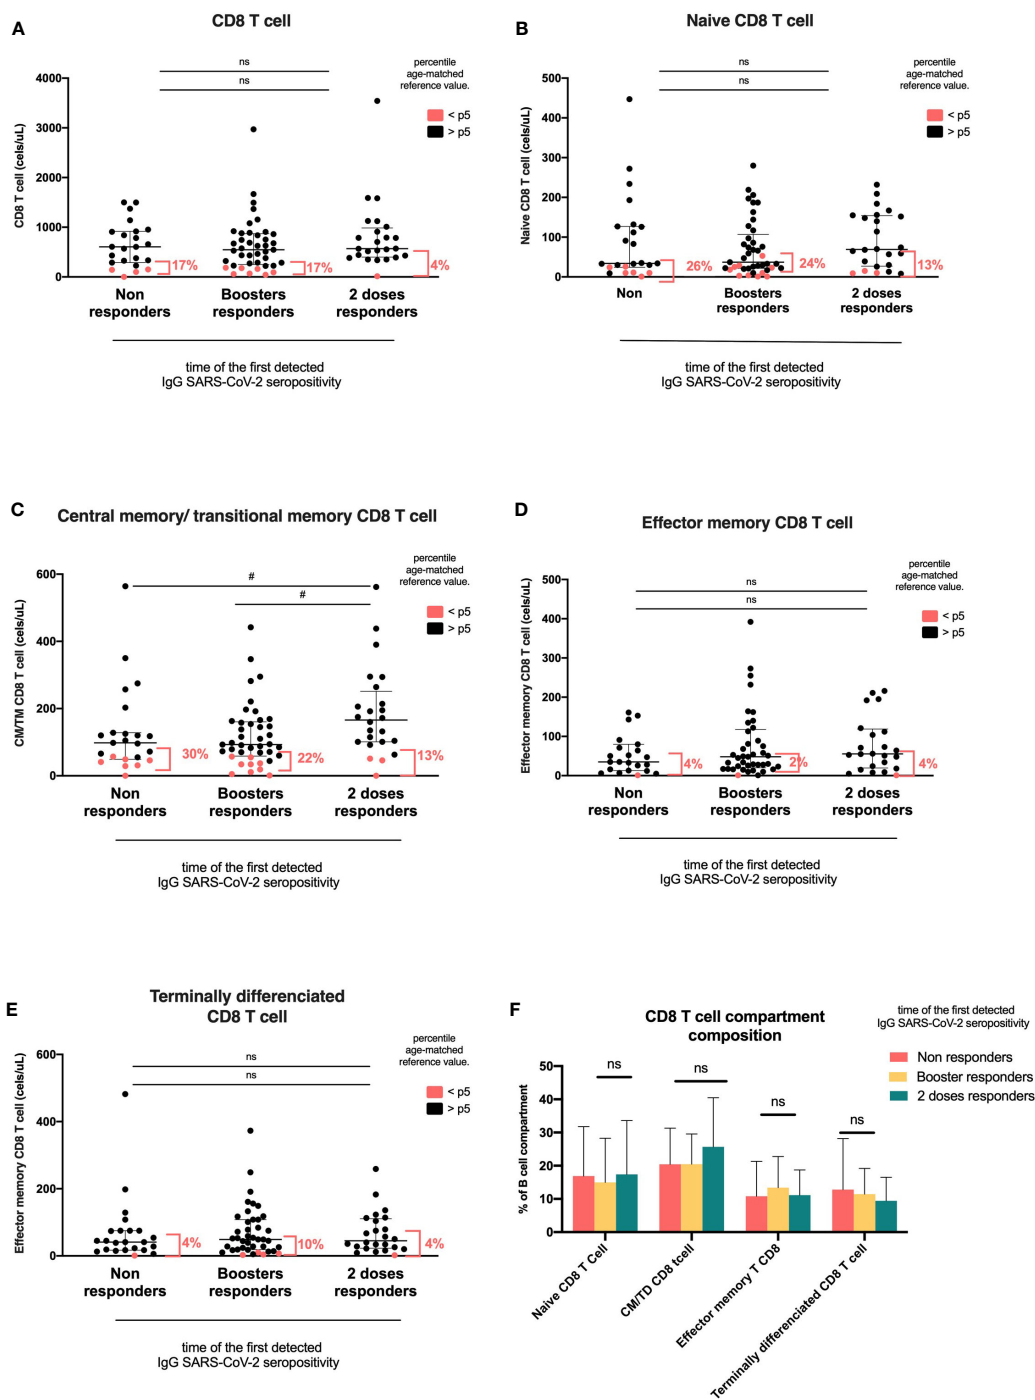 A
CD8 T cell
ns
ns
percentile
age-matched
reference value.
< p5
> p5
CD8 T cell (cels/uL)
4000
3000
2000
1000
0
17%
17%
4%
Non
responders
Boosters
responders
2 doses
responders
time of the first detected
IgG SARS-CoV-2 seropositivity
B
Naive CD8 T cell
ns
ns
percentile
age-matched
reference value.
< p5
> p5
Naive CD8 T cell (cels/uL)
500
400
300
200
100
0
26%
24%
13%
Non
responders
Boosters
responders
2 doses
responders
time of the first detected
IgG SARS-CoV-2 seropositivity
C
Central memory/ transitional memory CD8 T cell
#
#
percentile
age-matched
reference value.
< p5
> p5
CM/TM CD8 T cell (cels/uL)
600
400
200
0
30%
22%
13%
Non
responders
Boosters
responders
2 doses
responders
time of the first detected
IgG SARS-CoV-2 seropositivity
D
Effector memory CD8 T cell
ns
ns
percentile
age-matched
reference value.
< p5
> p5
Effector memory CD8 T cell (cels/uL)
500
400
300
200
100
0
4%
2%
4%
Non
responders
Boosters
responders
2 doses
responders
time of the first detected
IgG SARS-CoV-2 seropositivity
E
Terminally differenciated
CD8 T cell
ns
ns
percentile
age-matched
reference value.
< p5
> p5
Effector memory CD8 T cell (cels/uL)
600
400
200
0
4%
10%
4%
Non
responders
Boosters
responders
2 doses
responders
time of the first detected
IgG SARS-CoV-2 seropositivity
F
CD8 T cell compartment
composition
time of the first detected
IgG SARS-CoV-2 seropositivity
Non responders
Booster responders
2 doses responders
% of B cell compartment
50
40
30
20
10
0
ns
ns
ns
ns
Naive CD8 T Cell
CM/TD CD8 tcell
Effector memory T CD8
Terminally differenciated CD8 T cell